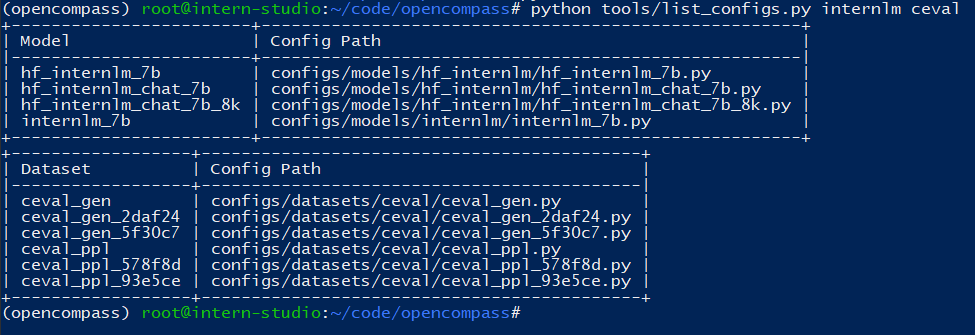 (opencompass) root@intern-studio:~/code/opencompass# python tools/list_configs.py internlm ceval
+-----------------------+------------------------------------------------------+
| Model                 | Config Path                                          |
|-----------------------+------------------------------------------------------|
| hf_internlm_7b        | configs/models/hf_internlm/hf_internlm_7b.py         |
| hf_internlm_chat_7b   | configs/models/hf_internlm/hf_internlm_chat_7b.py    |
| hf_internlm_chat_7b_8k | configs/models/hf_internlm/hf_internlm_chat_7b_8k.py |
| internlm_7b           | configs/models/internlm/internlm_7b.py               |
+-----------------------+------------------------------------------------------+
+------------------+------------------------------------------+
| Dataset          | Config Path                              |
|------------------+------------------------------------------|
| ceval_gen        | configs/datasets/ceval/ceval_gen.py      |
| ceval_gen_2daf24 | configs/datasets/ceval/ceval_gen_2daf24.py |
| ceval_gen_5f30c7 | configs/datasets/ceval/ceval_gen_5f30c7.py |
| ceval_ppl        | configs/datasets/ceval/ceval_ppl.py      |
| ceval_ppl_578f8d | configs/datasets/ceval/ceval_ppl_578f8d.py |
| ceval_ppl_93e5ce | configs/datasets/ceval/ceval_ppl_93e5ce.py |
+------------------+------------------------------------------+
(opencompass) root@intern-studio:~/code/opencompass#